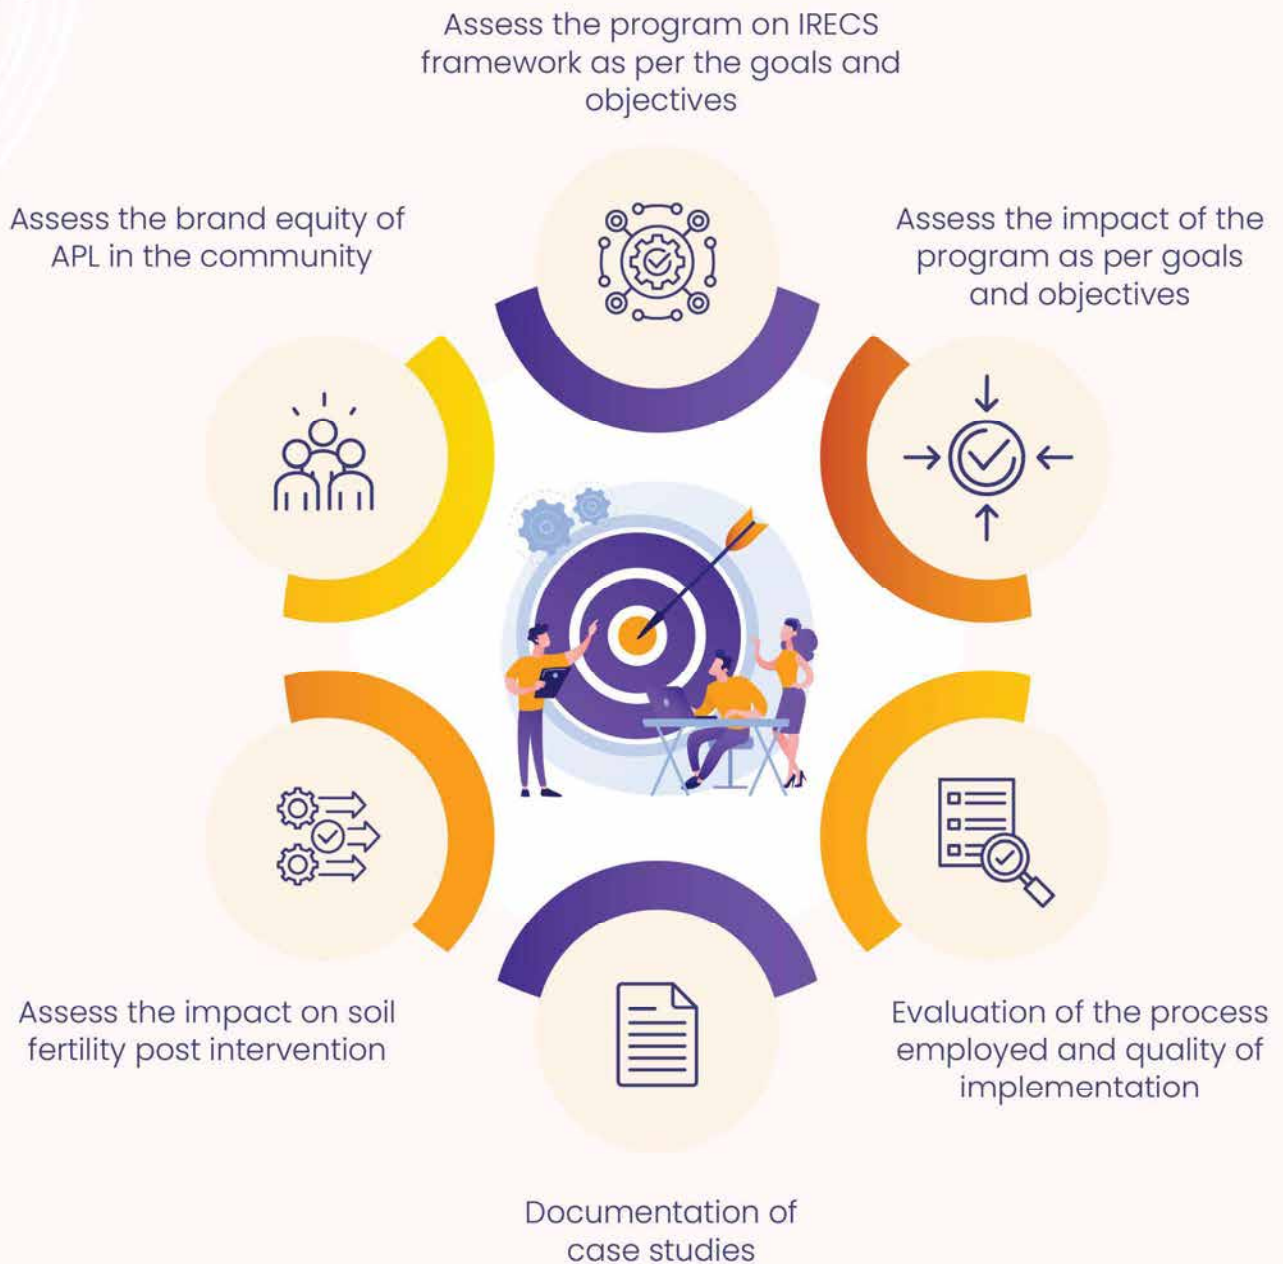 Assess the program on IRECS
framework as per the goals and
objectives
Assess the brand equity of
APL in the community
Assess the impact of the
program as per goals
and objectives
Assess the impact on soil
fertility post intervention
Evaluation of the process
employed and quality of
implementation
Documentation of
case studies